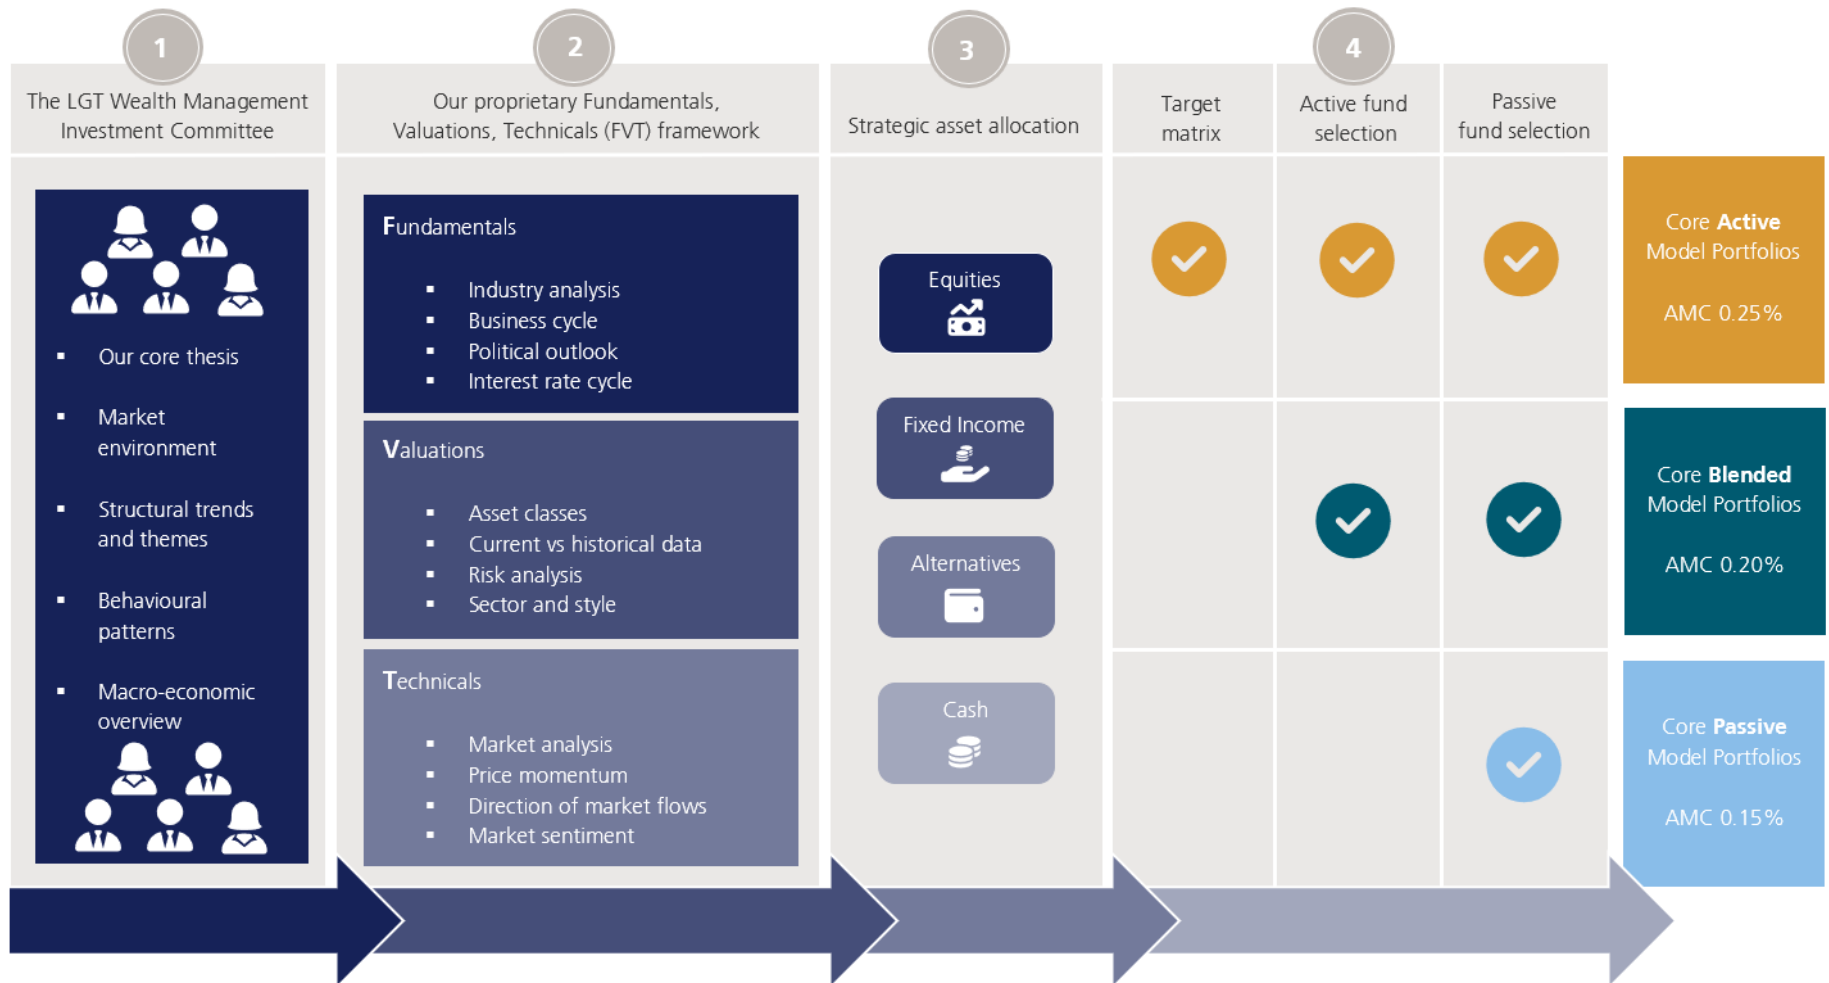 1
The LGT Wealth Management
Investment Committee
Our core thesis
Market
environment
Structural trends
and themes
Behavioural
patterns
Macro-economic
overview
2
Our proprietary Fundamentals,
Valuations, Technicals (FVT) framework
Fundamentals
Industry analysis
Business cycle
Political outlook
Interest rate cycle
Valuations
Asset classes
Current vs historical data
Risk analysis
Sector and style
Technicals
Market analysis
Price momentum
Direction of market flows
Market sentiment
3
Strategic asset allocation
Equities
Fixed Income
Alternatives
Cash
4
Target
matrix
Active fund
selection
Passive
fund selection
Core Active
Model Portfolios
AMC 0.25%
Core Blended
Model Portfolios
AMC 0.20%
Core Passive
Model Portfolios
AMC 0.15%